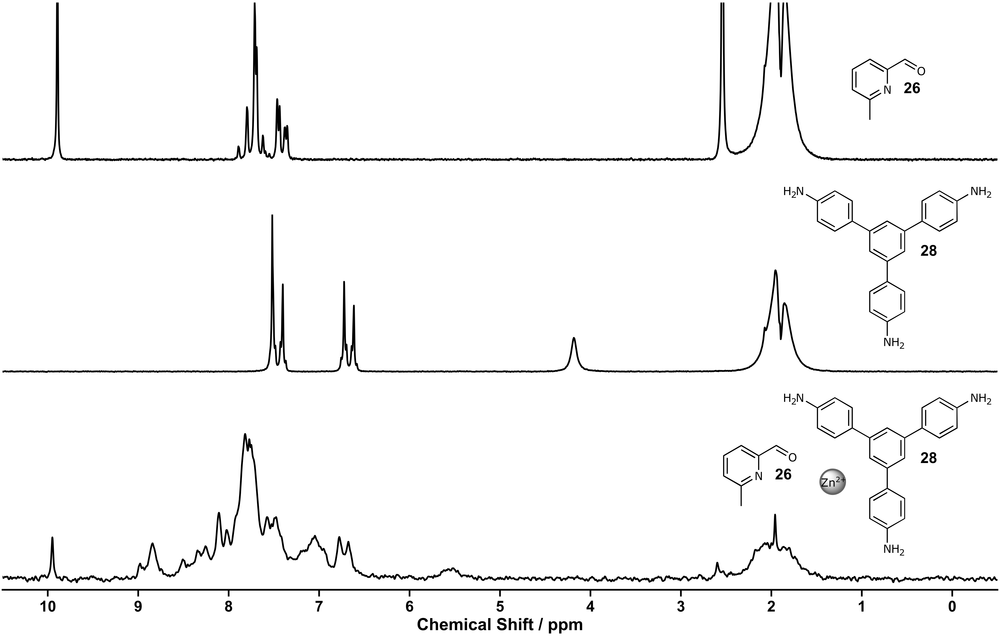 O
N
26
H₂N
NH₂
28
NH₂
H₂N
NH₂
O
28
N
26
Zn²⁺
NH₂
10 9 8 7 6 5 4 3 2 1 0
Chemical Shift / ppm